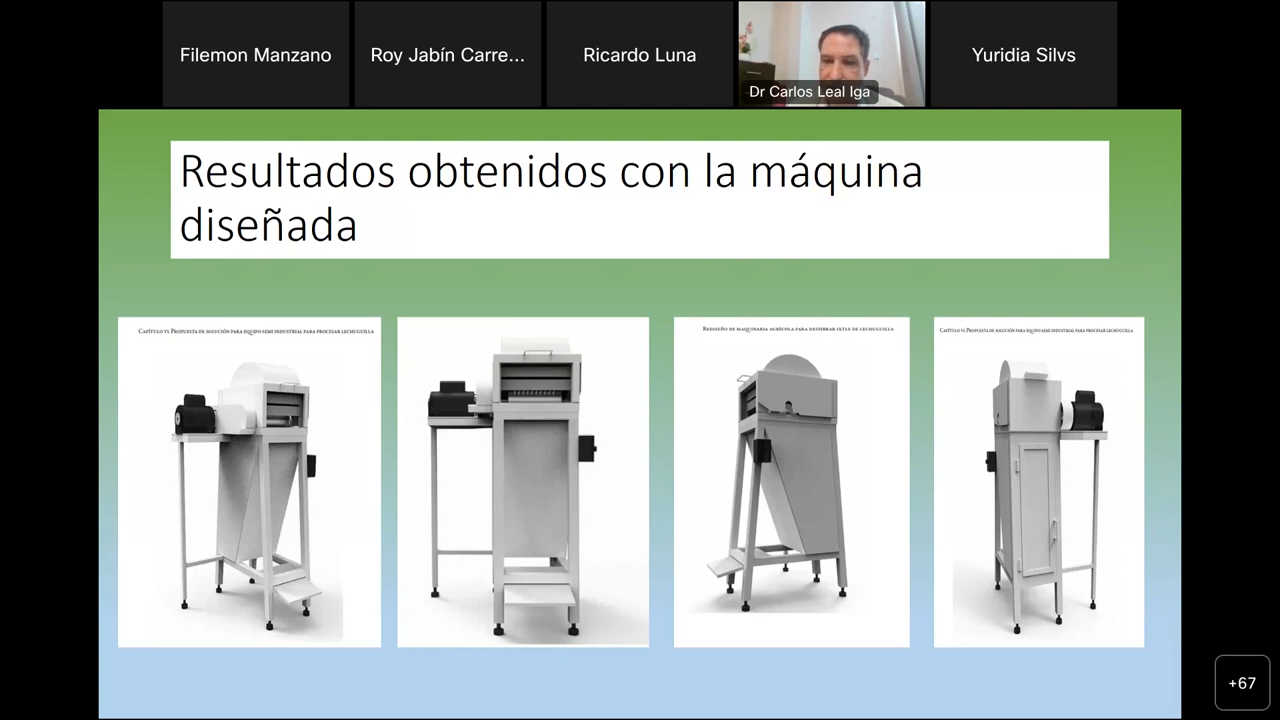 Filemon Manzano
Roy Jabín Carre...
Ricardo Luna
Dr Carlos Leal Iga
Yuridia Silvs
Resultados obtenidos con la máquina
diseñada
Capítulo vi. Propuesta de solución para equipo semi industrial para procesar lechuguilla
Rediseño de maquinaria agrícola para desfibrar ixtle de lechuguilla
Capítulo vi. Propuesta de solución para equipo semi industrial para procesar lechuguilla
+67